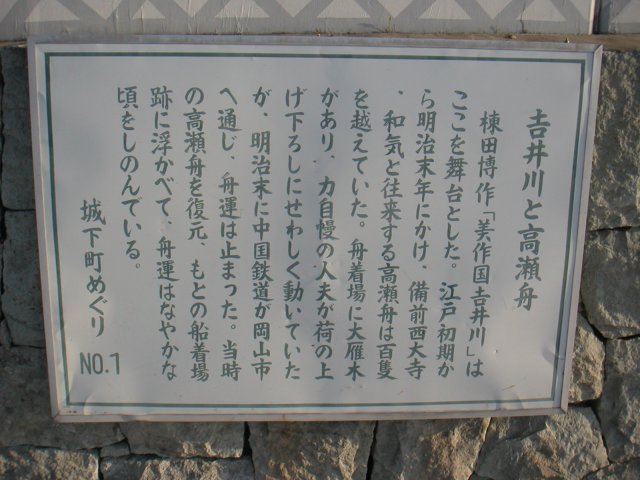 吉井川と高瀬舟
棟田博作「美作国吉井川」は
ここを舞台とした。江戸初期か
ら明治末年にかけ、備前西大寺
、和気と往来する高瀬舟は百隻
を越えていた。舟着場に大雁木
があり、力自慢の人夫が荷の上
げ下ろしにせわしく動いていた
が、明治末に中国鉄道が岡山市
へ通じ、舟運は止まった。当時
の高瀬舟を復元、もとの船着場
跡に浮かべて、舟運はなやかな
頃をしのんでいる。
城下町めぐり NO.1